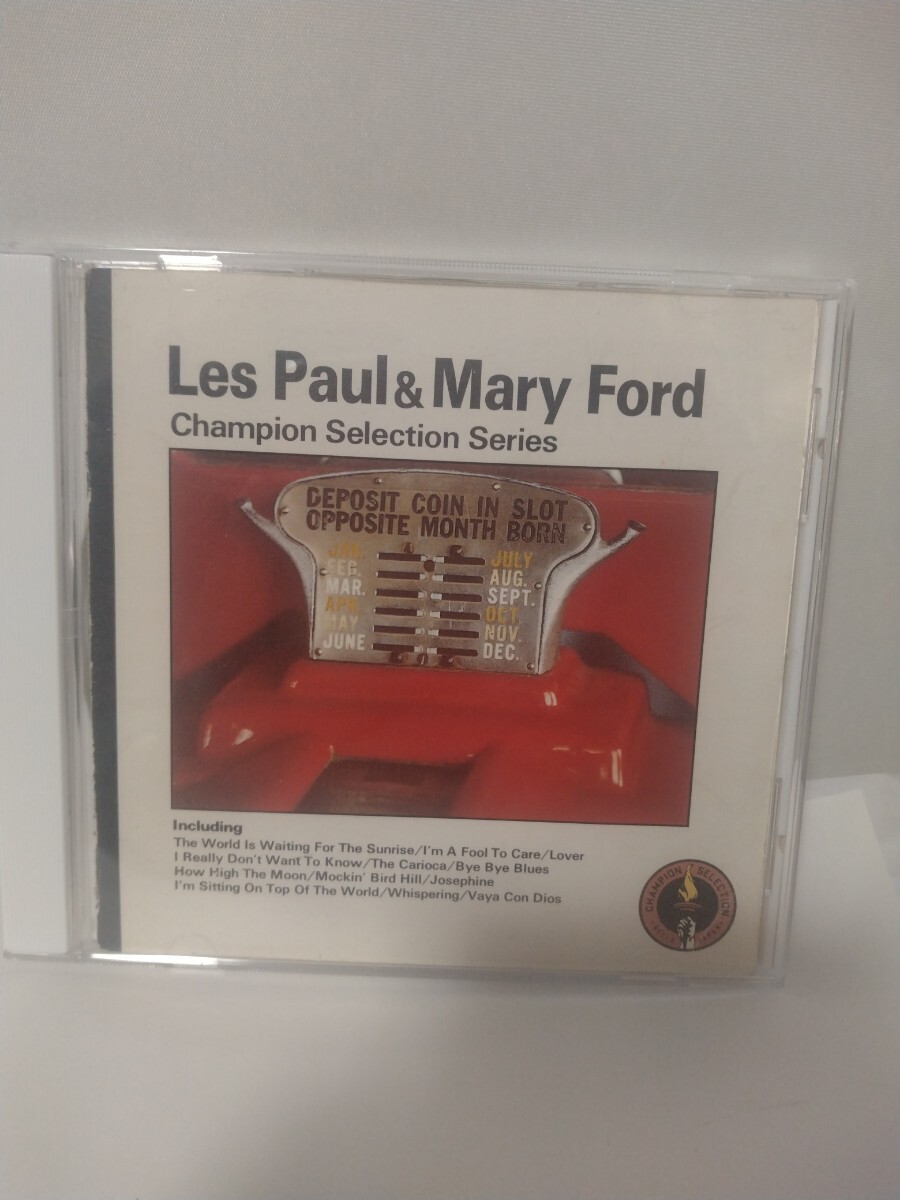 Les Paul & Mary Ford
Champion Selection Series
DEPOSIT COIN IN SLOT
OPPOSITE MONTH BORN
JAN. JULY
FEG. AUG.
MAR. SEPT.
APR. OCT.
MAY NOV.
JUNE DEC.
Including
The World Is Waiting For The Sunrise/I'm A Fool To Care/Lover
I Really Don't Want To Know/The Carioca/Bye Bye Blues
How High The Moon/Mockin' Bird Hill/Josephine
I'm Sitting On Top Of The World/Whispering/Vaya Con Dios
CHAMPION SELECTION